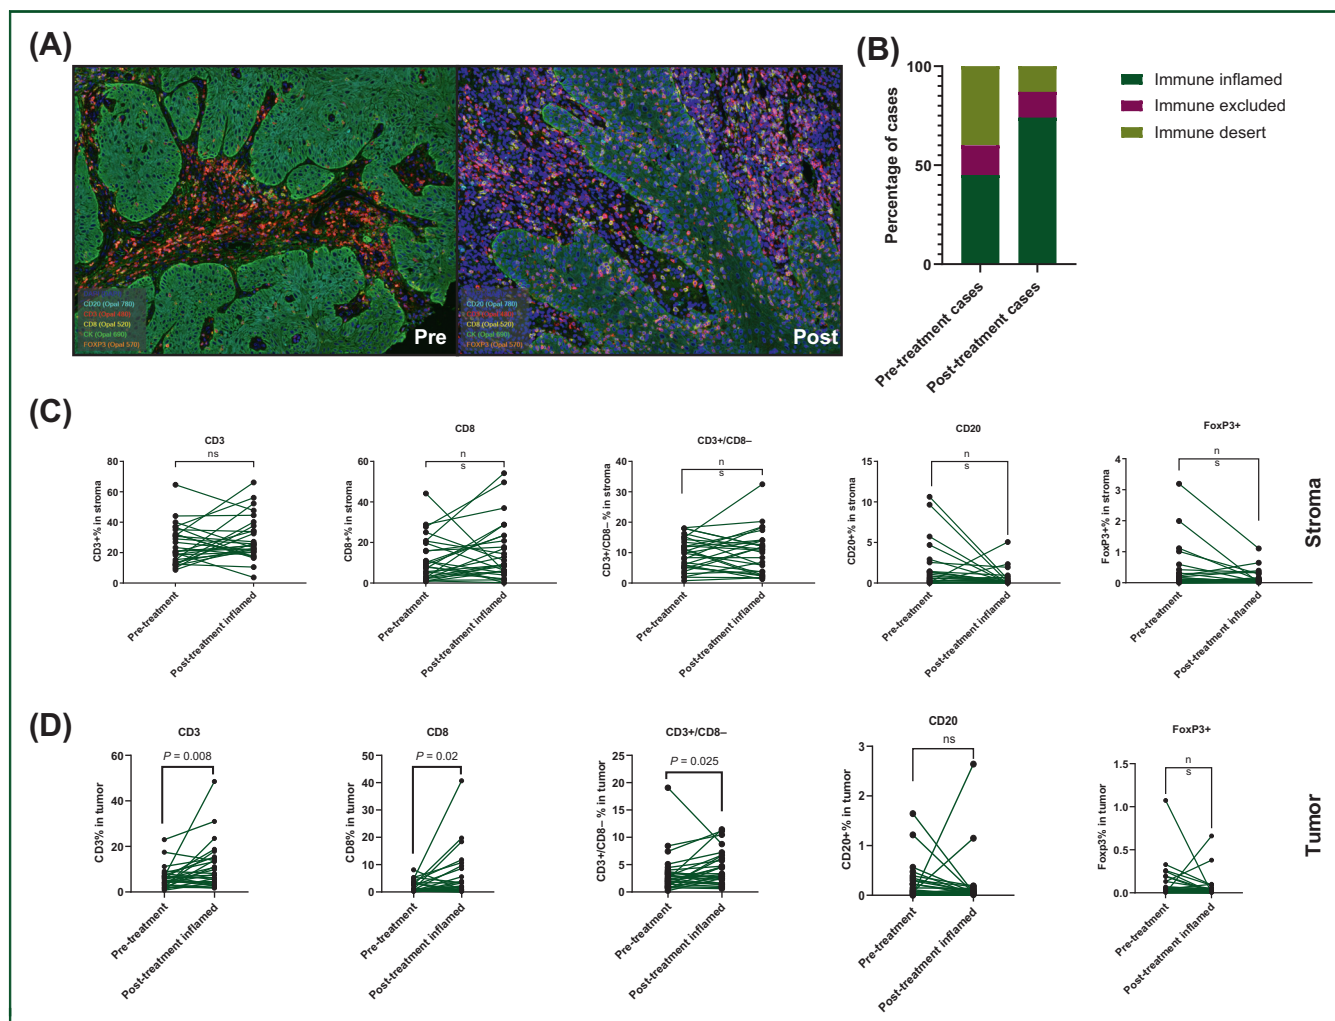 (A)
CD20 (Opal 780)
CD3 (Opal 480)
CD8 (Opal 520)
CK (Opal 690)
FOXP3 (Opal 570)
Pre
CD20 (Opal 780)
CD3 (Opal 480)
CD8 (Opal 520)
CK (Opal 690)
FOXP3 (Opal 570)
Post
(B)
Percentage of cases
100
50
0
Pre-treatment cases
Post-treatment cases
Immune inflamed
Immune excluded
Immune desert
(C)
CD3
ns
CD3+% in stroma
80
60
40
20
0
Pre-treatment
Post-treatment inflamed
CD8
n
s
CD8+% in stroma
60
40
20
0
Pre-treatment
Post-treatment inflamed
CD3+/CD8–
n
s
CD3+/CD8– % in stroma
40
30
20
10
0
Pre-treatment
Post-treatment inflamed
CD20
n
s
CD20+% in stroma
15
10
5
0
Pre-treatment
Post-treatment inflamed
FoxP3+
n
s
FoxP3+% in stroma
4
3
2
1
0
Pre-treatment
Post-treatment inflamed
Stroma
(D)
CD3
P = 0.008
CD3% in tumor
60
40
20
0
Pre-treatment
Post-treatment inflamed
CD8
P = 0.02
CD8% in tumor
50
40
30
20
10
0
Pre-treatment
Post-treatment inflamed
CD3+/CD8–
P = 0.025
CD3+/CD8– % in tumor
25
20
15
10
5
0
Pre-treatment
Post-treatment inflamed
CD20
ns
CD20+% in tumor
3
2
1
0
Pre-treatment
Post-treatment inflamed
FoxP3+
n
s
Foxp3% in tumor
1.5
1.0
0.5
0.0
Pre-treatment
Post-treatment inflamed
Tumor